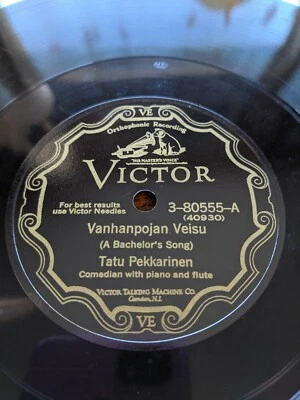 VE
Orthophonic Recording
"HIS MASTER'S VOICE"
VICTOR
For best results
use Victor Needles
3-80555-A
(40930)
Vanhanpojan Veisu
(A Bachelor's Song)
Tatu Pekkarinen
Comedian with piano and flute
VICTOR TALKING MACHINE CO.
Camden, N.J.
VE